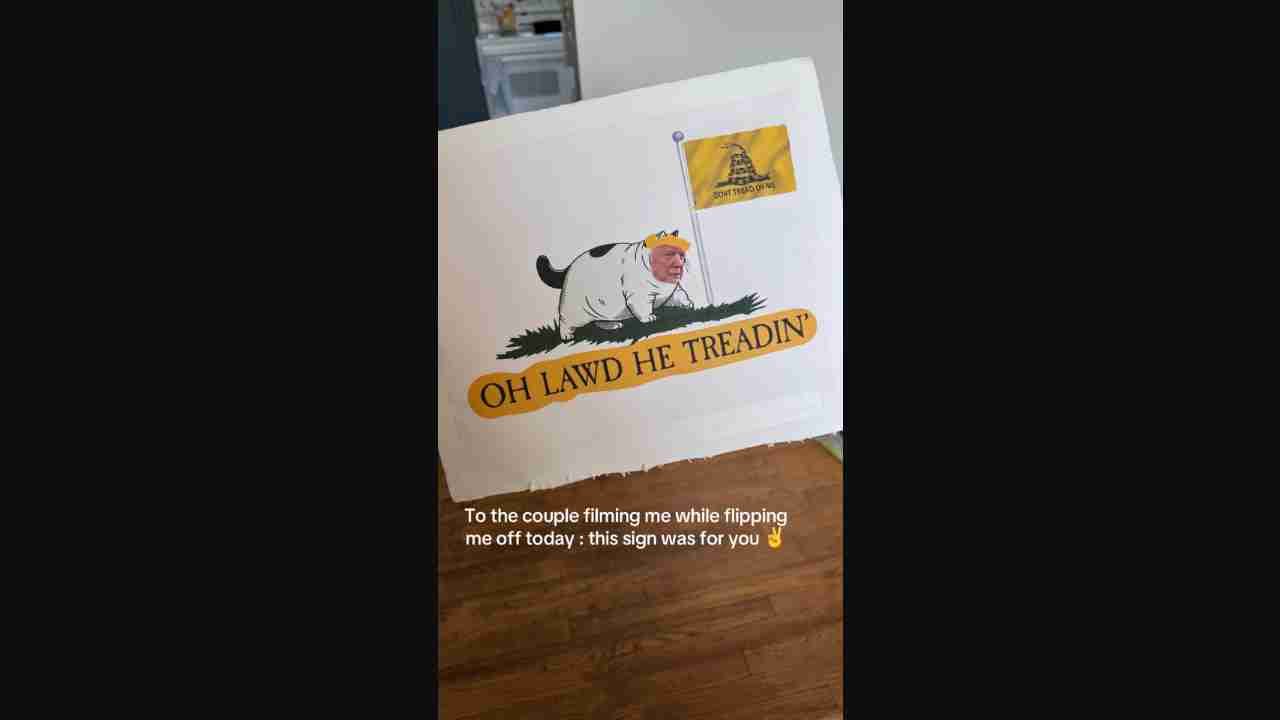 DONT TREAD ON ME
OH LAWD HE TREADIN'
To the couple filming me while flipping
me off today : this sign was for you ✌️